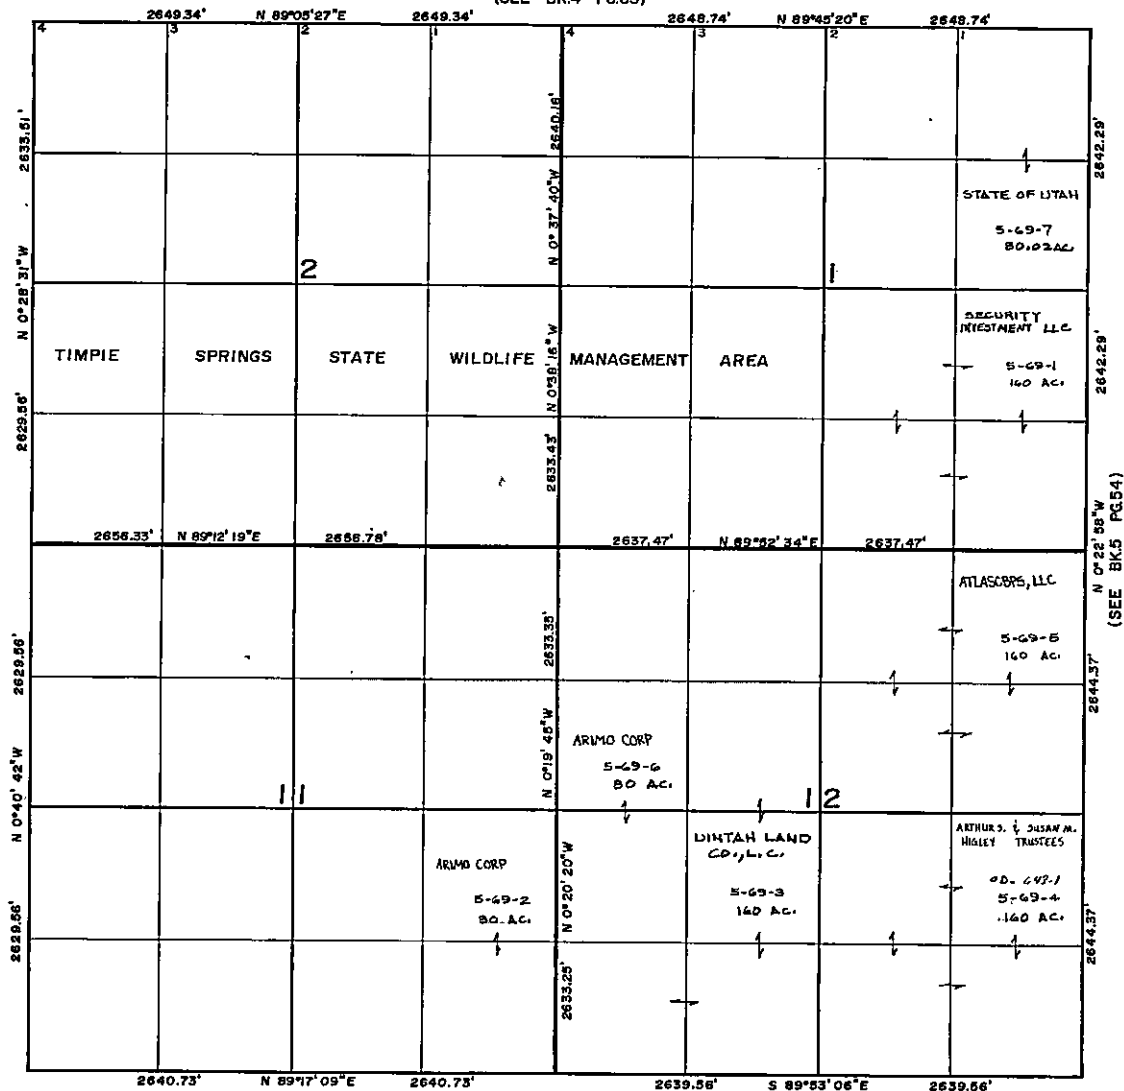 2649.34' N 89°05'27"E 2649.34' 2648.74' N 89°45'20"E 2648.74'
4 3 2 1 4 3 2 1
2633.51'
2640.16'
2642.29'
N 0°37'40"W
STATE OF UTAH
5-69-7
80.02AC.
N 0°28'31"W
2 1
SECURITY
INVESTMENT LLC
TIMPIE SPRINGS STATE WILDLIFE MANAGEMENT AREA
N 0°38'16"W
5-69-1
160 AC.
2642.29'
2629.56'
2633.43'
N 0°22'58"W
(SEE BK.5 PG.54)
2656.33' N 89°12'19"E 2656.78' 2637.47' N 89°52'34"E 2637.47'
ATLASCBPS, LLC
5-69-5
160 AC.
2629.56'
2633.35'
2644.37'
N 0°19'45"W
ARIMO CORP
5-69-6
80 AC.
N 0°40'42"W
11 12
UINTAH LAND
CO., L.C.
5-69-3
160 AC.
ARTHUR S. & SUSAN M.
HIGLEY TRUSTEES
5-69-4
160 AC.
ARIMO CORP
5-69-2
80 AC.
N 0°20'20"W
2629.56'
2633.25'
2644.37'
2640.73' N 89°17'09"E 2640.73' 2639.56' S 89°53'06"E 2639.56'